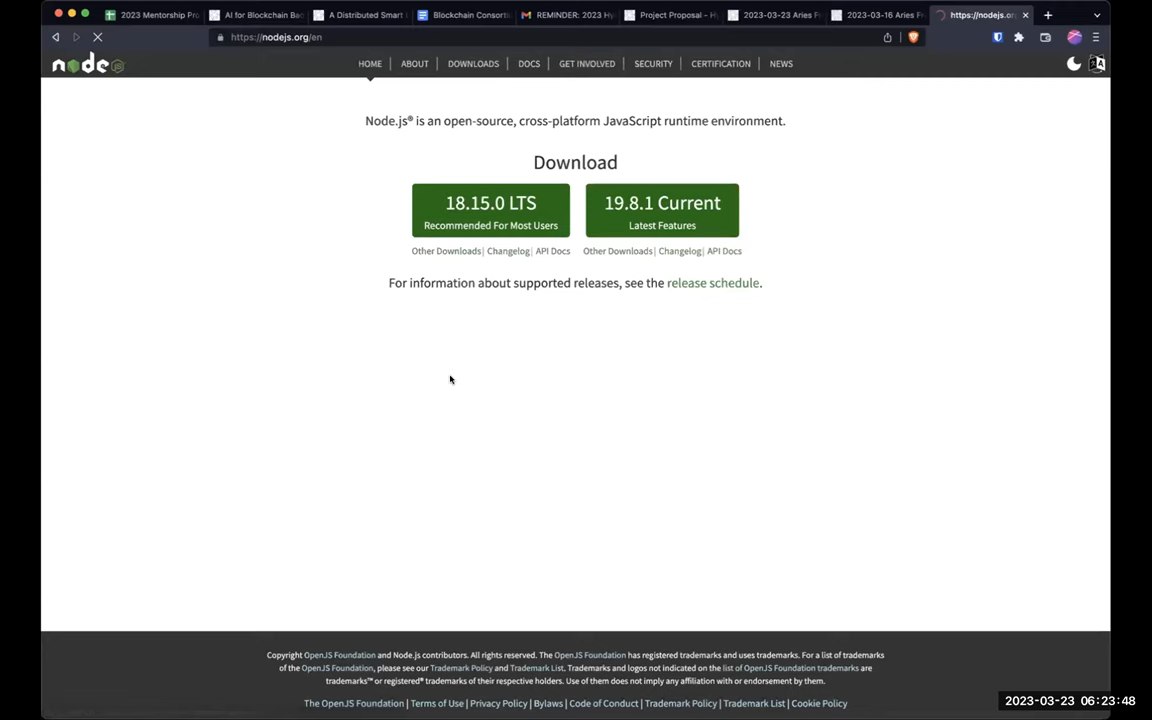 2023 Mentorship Pro
AI for Blockchain Bac
A Distributed Smart
Blockchain Consorti
REMINDER: 2023 Hy
Project Proposal – Hy
2023-03-23 Aries F
2023-03-16 Aries F
https://nodejs.org
https://nodejs.org/en
node
JS
HOME | ABOUT | DOWNLOADS | DOCS | GET INVOLVED | SECURITY | CERTIFICATION | NEWS
Node.js® is an open-source, cross-platform JavaScript runtime environment.
Download
18.15.0 LTS
Recommended For Most Users
19.8.1 Current
Latest Features
Other Downloads| Changelog| API Docs
Other Downloads| Changelog| API Docs
For information about supported releases, see the release schedule.
Copyright OpenJS Foundation and Node.js contributors. All rights reserved. The OpenJS Foundation has registered trademarks and uses trademarks. For a list of trademarks
of the OpenJS Foundation, please see our Trademark Policy and Trademark List. Trademarks and logos not indicated on the list of OpenJS Foundation trademarks are
trademarks™ or registered® trademarks of their respective holders. Use of them does not imply any affiliation with or endorsement by them.
The OpenJS Foundation | Terms of Use | Privacy Policy | Bylaws | Code of Conduct | Trademark Policy | Trademark List | Cookie Policy
2023-03-23 06:23:48